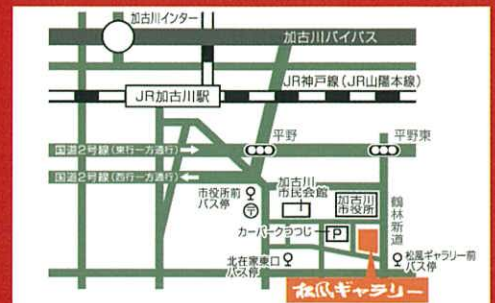 加古川インター
加古川バイパス
JR神戸線(JR山陽本線)
JR加古川駅
平野
平野東
国道2号線(東行一方通行)
国道2号線(西行一方通行)
市役所前
バス停
加古川
市民会館
加古川
市役所
鶴林新道
カーパークつつじ
P
北在家東口
バス停
松風ギャラリー前
バス停
松風ギャラリー